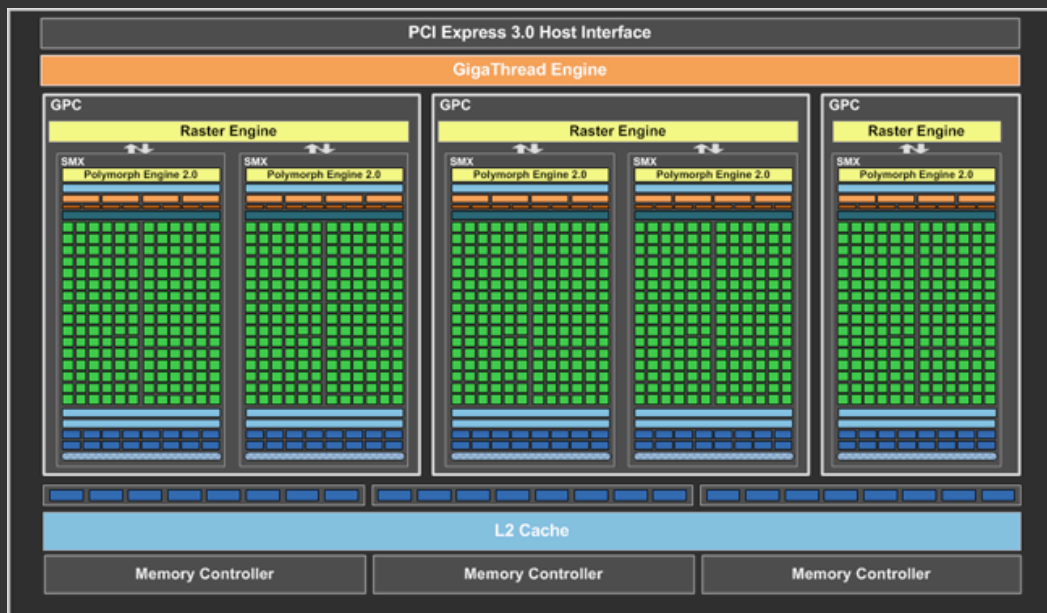 PCI Express 3.0 Host Interface
GigaThread Engine
GPC
Raster Engine
SMX
Polymorph Engine 2.0
SMX
Polymorph Engine 2.0
GPC
Raster Engine
SMX
Polymorph Engine 2.0
SMX
Polymorph Engine 2.0
GPC
Raster Engine
SMX
Polymorph Engine 2.0
L2 Cache
Memory Controller
Memory Controller
Memory Controller